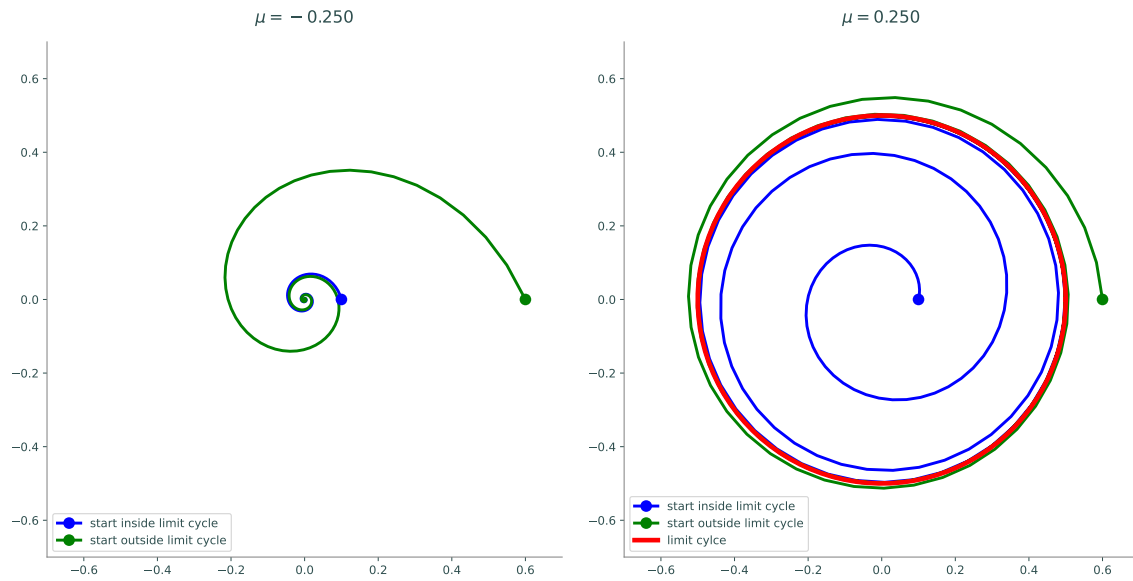 μ = −0.250
0.6
0.4
0.2
0.0
−0.2
−0.4
−0.6
−0.6 −0.4 −0.2 0.0 0.2 0.4 0.6
start inside limit cycle
start outside limit cycle
μ = 0.250
0.6
0.4
0.2
0.0
−0.2
−0.4
−0.6
−0.6 −0.4 −0.2 0.0 0.2 0.4 0.6
start inside limit cycle
start outside limit cycle
limit cylce